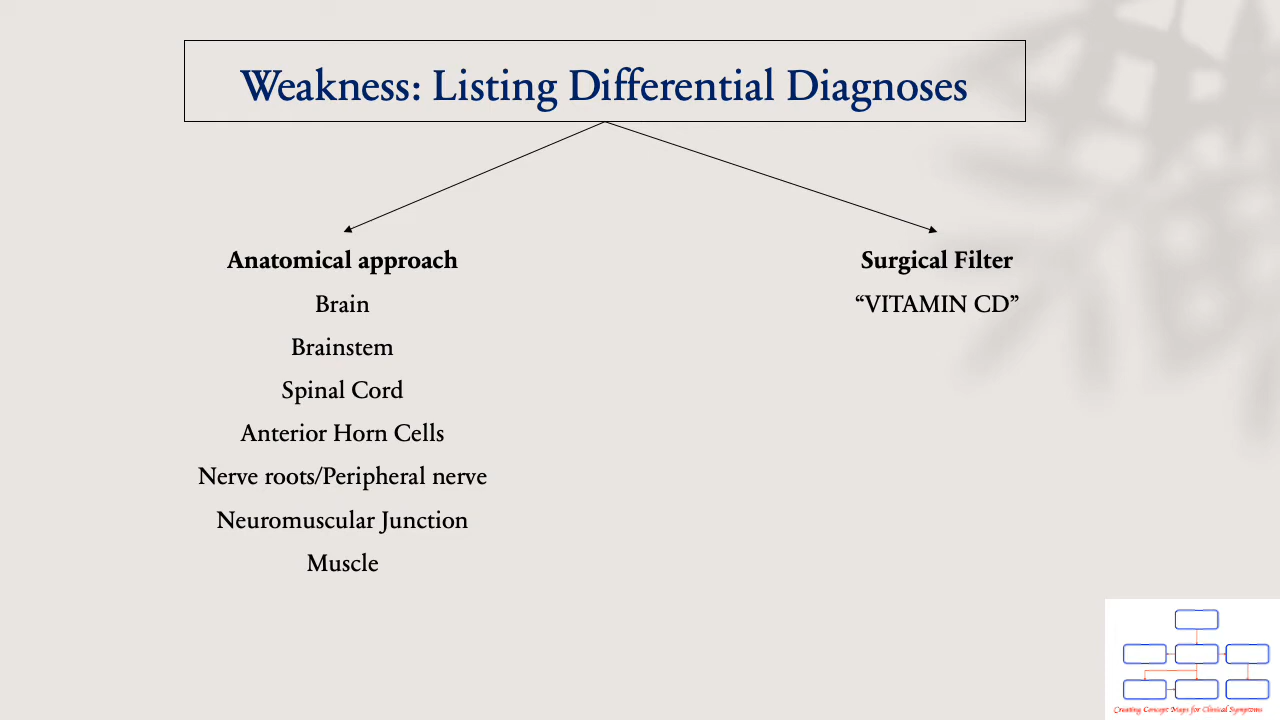 Weakness: Listing Differential Diagnoses
Anatomical approach
Brain
Brainstem
Spinal Cord
Anterior Horn Cells
Nerve roots/Peripheral nerve
Neuromuscular Junction
Muscle
Surgical Filter
“VITAMIN CD”
Creating Concept Maps for Clinical Symptoms